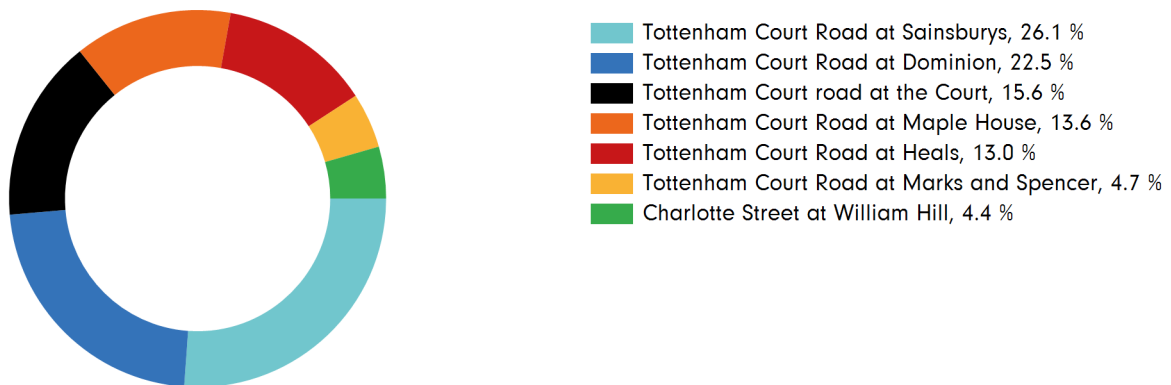 Tottenham Court Road at Sainsburys, 26.1 %
Tottenham Court Road at Dominion, 22.5 %
Tottenham Court road at the Court, 15.6 %
Tottenham Court Road at Maple House, 13.6 %
Tottenham Court Road at Heals, 13.0 %
Tottenham Court Road at Marks and Spencer, 4.7 %
Charlotte Street at William Hill, 4.4 %